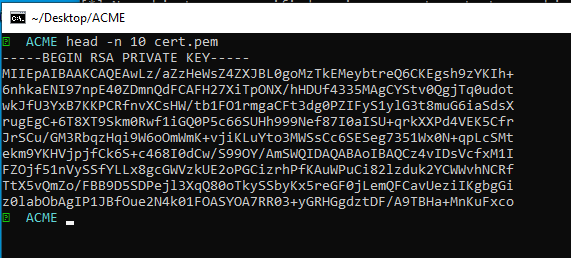 ~/Desktop/ACME
ACME head -n 10 cert.pem
-----BEGIN RSA PRIVATE KEY-----
MIIEpAIBAAKCAQEAwLz/aZzHeWsZ4ZXJBL0goMzTkEMeybtreQ6CKEgsh9zYKIh+
6nhkaENI97npE40ZDmnQdFCAFH27XiTpONX/hHDUf4335MAgCYStv0QgjTq0udot
wkJfU3YxB7KKPCRfnvXCsHW/tb1FO1rmgaCFt3dg0PZIFyS1ylG3t8muG6iaSdsX
rugEgC+6T8XT9Skm0Rwf1iGQ0P5c66SUHh999Nef87I0aISU+qrkXXPd4VEK5Cfr
JrSCu/GM3RbqzHqi9W6oOmWmK+vjiKLuYto3MWSsCc6SESeg7351Wx0N+qpLcSMt
ekm9YKHVjpjfCk6S+c468I0dCw/S99OY/AmSWQIDAQABAoIBAQCz4vIDsVcfxM1I
FZOjf51nVySSfYLLx8gcGWVzkUE2oPGCizrhPfKAuWPuCi82lzduk2YCWWvhNCRf
TtX5vQmZo/FBB9D5SDPejl3XqQ80oTkySSbyKx5reGF0jLemQFCavUeziIKgbgGi
z0labObAgIP1JBfOue2N4k01FOASYOA7RR03+yGRHGgdztDF/A9TBHa+MnKuFxco
ACME